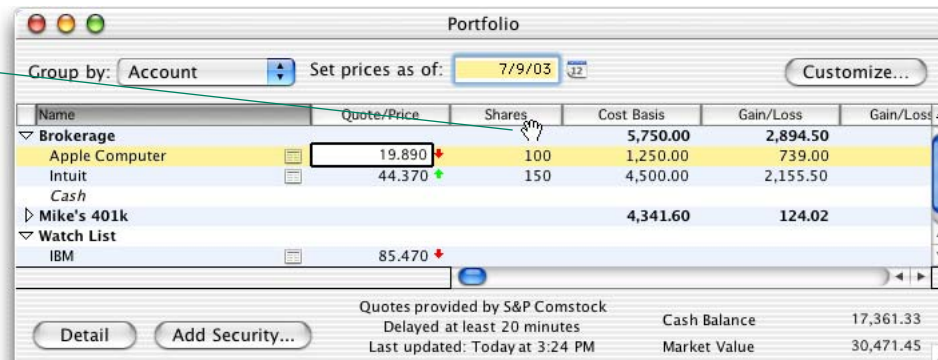 Portfolio
Group by: Account Set prices as of: 7/9/03 12 Customize...
Name Quote/Price Shares Cost Basis Gain/Loss Gain/Loss
Brokerage 5,750.00 2,894.50
Apple Computer 19.890 100 1,250.00 739.00
Intuit 44.370 150 4,500.00 2,155.50
Cash
Mike's 401k 4,341.60 124.02
Watch List
IBM 85.470
Detail Add Security...
Quotes provided by S&P Comstock
Delayed at least 20 minutes
Last updated: Today at 3:24 PM
Cash Balance 17,361.33
Market Value 30,471.45